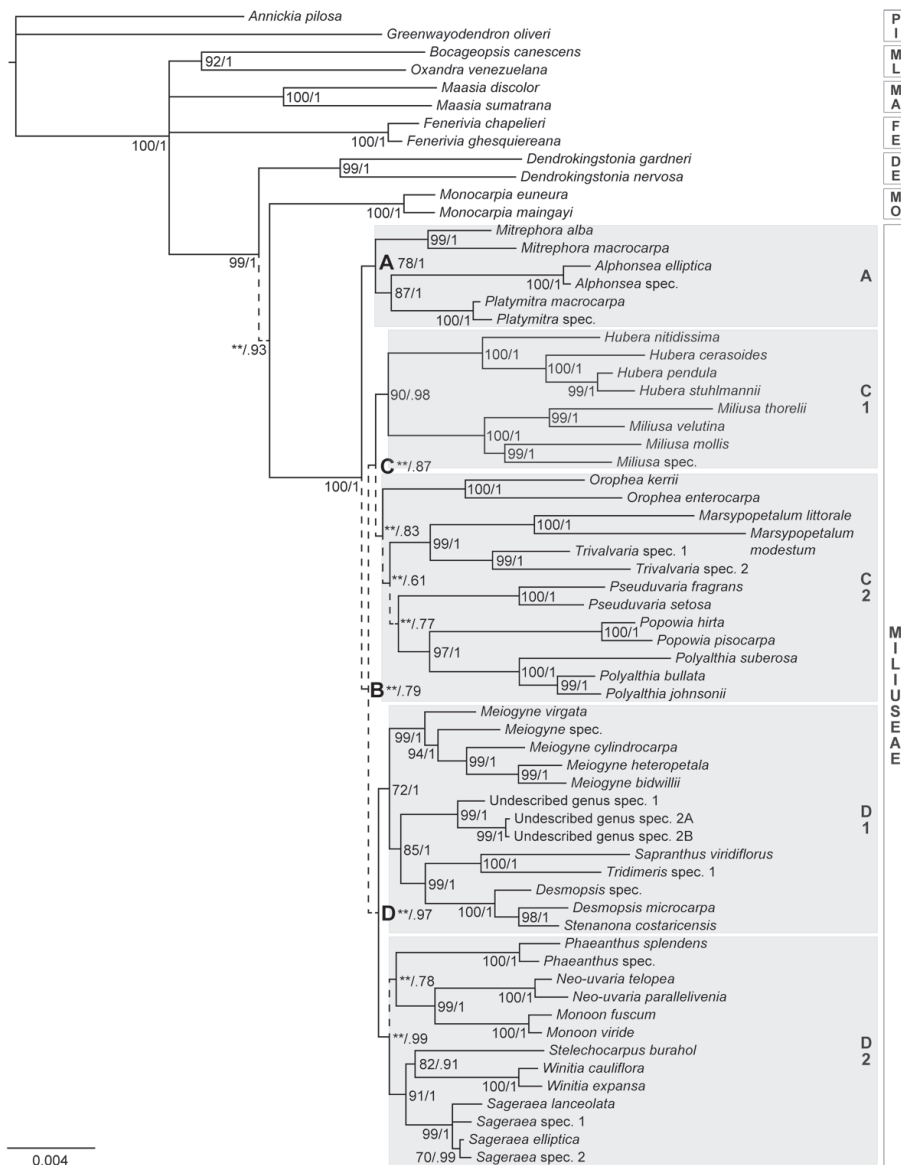 Annickia pilosa
Greenwayodendron oliveri
P
I
Bocageopsis canescens
92/1
Oxandra venezuelana
M
L
Maasia discolor
100/1
Maasia sumatrana
M
A
Fenerivia chapelieri
100/1
100/1
Fenerivia ghesquiereana
F
E
Dendrokingstonia gardneri
99/1
Dendrokingstonia nervosa
D
E
Monocarpia euneura
100/1
Monocarpia maingayi
M
O
Mitrephora alba
99/1
Mitrephora macrocarpa
99/1
A 78/1
Alphonsea elliptica
100/1
Alphonsea spec.
A
87/1
Platymitra macrocarpa
100/1
Platymitra spec.
Hubera nitidissima
**/.93
100/1
Hubera cerasoides
100/1
Hubera pendula
99/1
Hubera stuhlmannii
90/.98
C
1
Miliusa thorelii
99/1
Miliusa velutina
100/1
Miliusa mollis
99/1
Miliusa spec.
C **/.87
100/1
Orophea kerrii
100/1
Orophea enterocarpa
Marsypopetalum littorale
100/1
**/.83
Marsypopetalum
modestum
99/1
Trivalvaria spec. 1
99/1
Trivalvaria spec. 2
**/.61
C
2
Pseuduvaria fragrans
100/1
Pseuduvaria setosa
**/.77
Popowia hirta
100/1
Popowia pisocarpa
97/1
Polyalthia suberosa
100/1
Polyalthia bullata
99/1
Polyalthia johnsonii
B **/.79
M
I
L
I
U
S
E
A
E
Meiogyne virgata
99/1
Meiogyne spec.
94/1
Meiogyne cylindrocarpa
99/1
Meiogyne heteropetala
99/1
Meiogyne bidwillii
72/1
Undescribed genus spec. 1
99/1
Undescribed genus spec. 2A
99/1
Undescribed genus spec. 2B
D
1
85/1
Sapranthus viridiflorus
100/1
Tridimeris spec. 1
99/1
Desmopsis spec.
100/1
Desmopsis microcarpa
98/1
Stenanona costaricensis
D **/.97
Phaeanthus splendens
100/1
Phaeanthus spec.
**/.78
Neo-uvaria telopea
100/1
Neo-uvaria parallelivenia
99/1
Monoon fuscum
100/1
Monoon viride
**/.99
D
2
Stelechocarpus burahol
82/.91
Winitia cauliflora
100/1
Winitia expansa
91/1
Sageraea lanceolata
Sageraea spec. 1
99/1
Sageraea elliptica
70/.99
Sageraea spec. 2
0.004